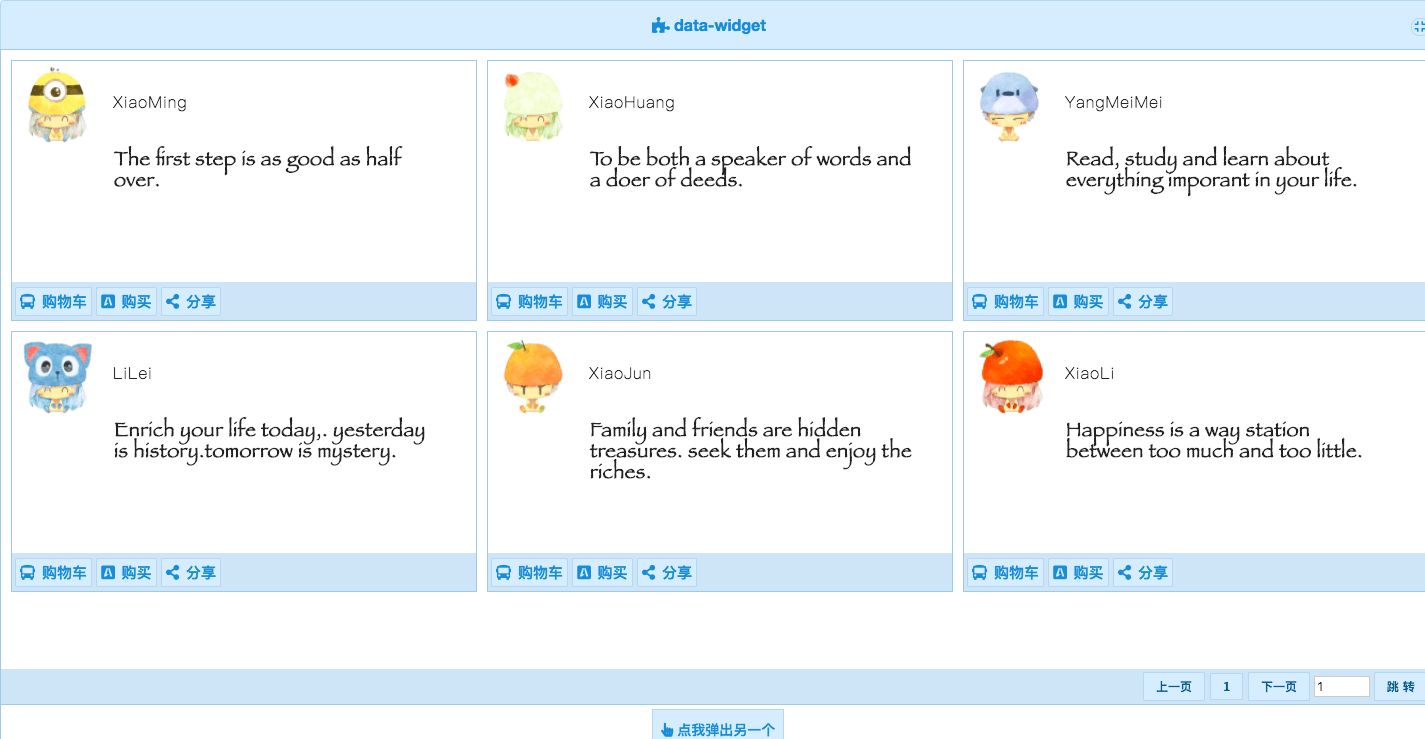 data-widget
XiaoMing
The first step is as good as half
over.
购物车 购买 分享
XiaoHuang
To be both a speaker of words and
a doer of deeds.
购物车 购买 分享
YangMeiMei
Read, study and learn about
everything imporant in your life.
购物车 购买 分享
LiLei
Enrich your life today,. yesterday
is history.tomorrow is mystery.
购物车 购买 分享
XiaoJun
Family and friends are hidden
treasures. seek them and enjoy the
riches.
购物车 购买 分享
XiaoLi
Happiness is a way station
between too much and too little.
购物车 购买 分享
上一页 1 下一页 1 跳 转
点我弹出另一个